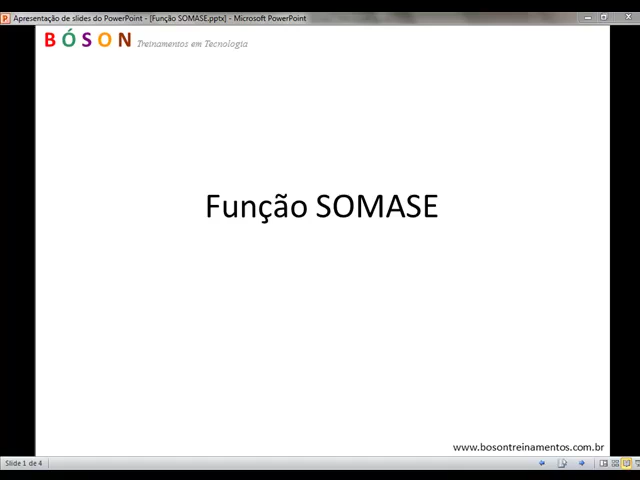 Apresentação de slides do PowerPoint - [Função SOMASE.pptx] - Microsoft PowerPoint
BÓSON Treinamentos em Tecnologia
Função SOMASE
www.bosontreinamentos.com.br
Slide 1 de 4